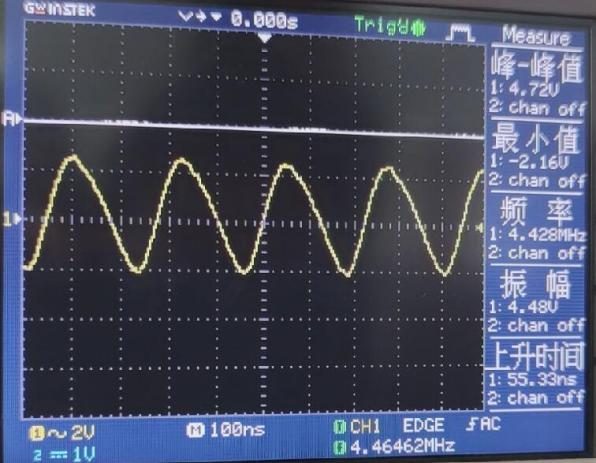 GWINSTEK
0.000s
Trig'd
Measure
峰-峰值
1: 4.72V
2: chan off
A
最小值
1: -2.16V
2: chan off
频 率
1
1: 4.428MHz
2: chan off
振 幅
1: 4.48V
2: chan off
上升时间
1: 55.33ns
2: chan off
1 2V
M 100ns
CH1 EDGE AC
2 1V
4.46462MHz